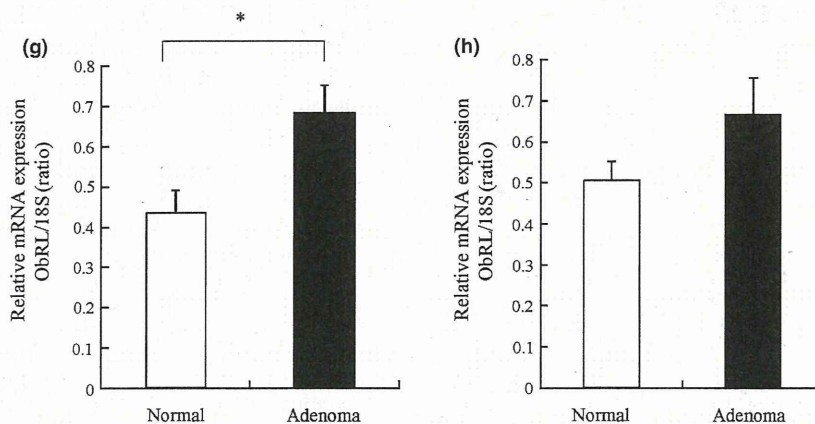 *
(g)
0.8
0.7
0.6
0.5
0.4
0.3
0.2
0.1
0
Relative mRNA expression
ObRL/18S (ratio)
Normal
Adenoma
(h)
0.8
0.7
0.6
0.5
0.4
0.3
0.2
0.1
0
Relative mRNA expression
ObRL/18S (ratio)
Normal
Adenoma